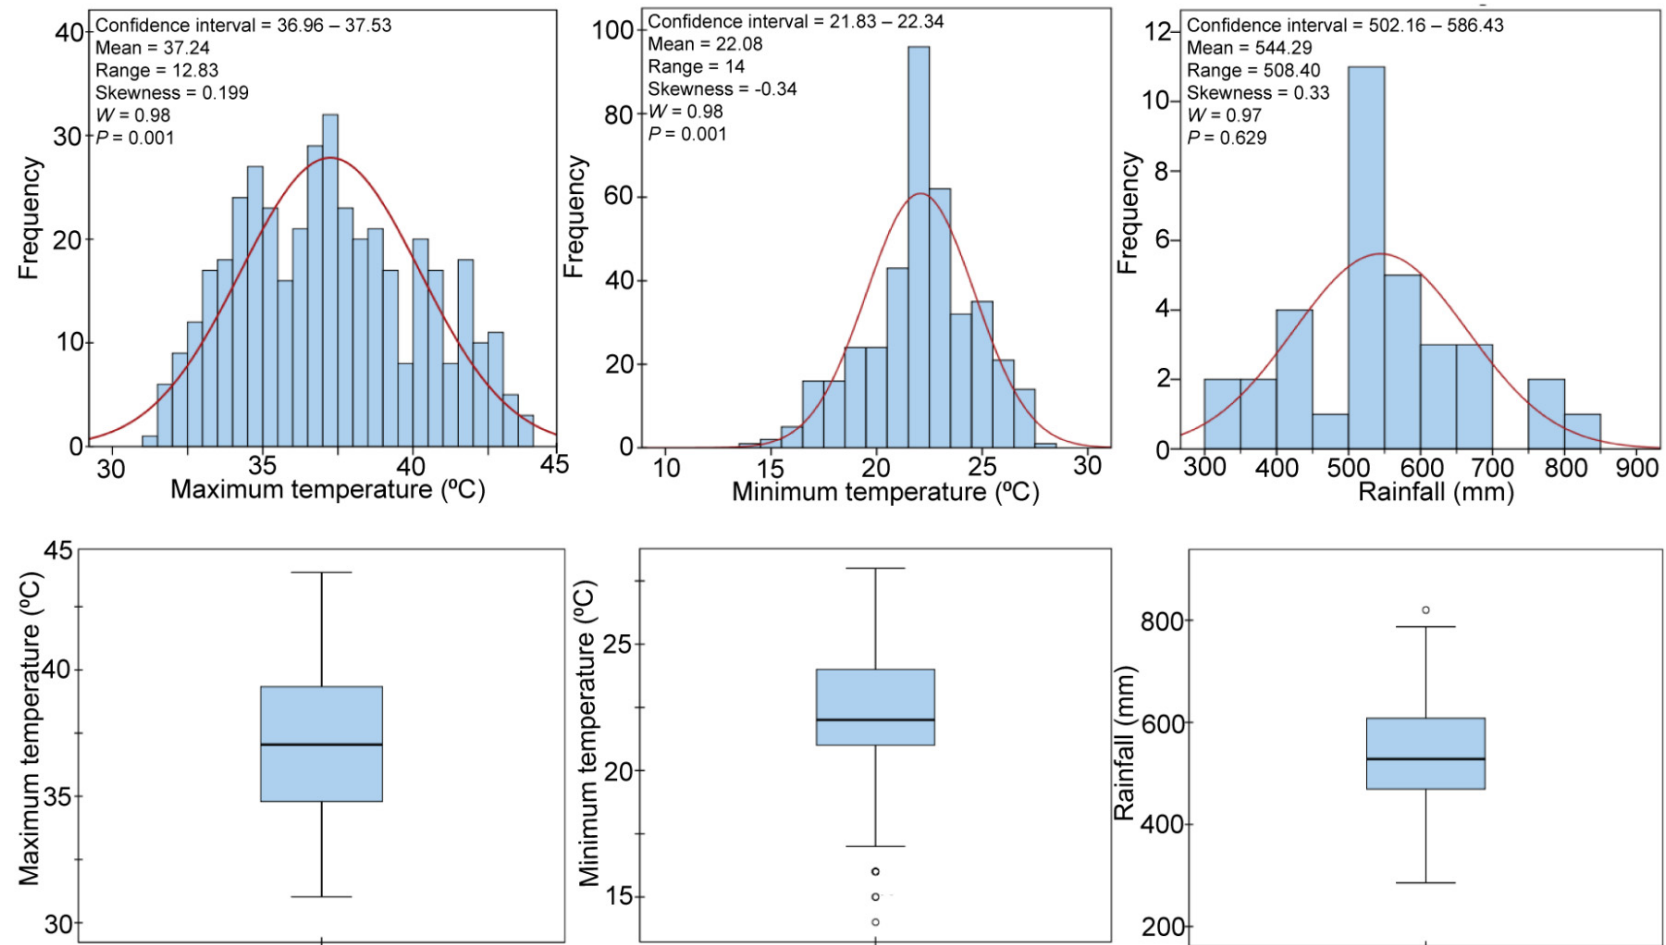 Confidence interval = 36.96 – 37.53
Mean = 37.24
Range = 12.83
Skewness = 0.199
W = 0.98
P = 0.001
40
30
20
10
0
Frequency
30
35
40
45
Maximum temperature (ºC)
Confidence interval = 21.83 – 22.34
Mean = 22.08
Range = 14
Skewness = -0.34
W = 0.98
P = 0.001
100
80
60
40
20
0
Frequency
10
15
20
25
30
Minimum temperature (ºC)
Confidence interval = 502.16 – 586.43
Mean = 544.29
Range = 508.40
Skewness = 0.33
W = 0.97
P = 0.629
12
10
8
6
4
2
0
Frequency
300
400
500
600
700
800
900
Rainfall (mm)
45
40
35
30
Maximum temperature (ºC)
25
20
15
Minimum temperature (ºC)
800
600
400
200
Rainfall (mm)